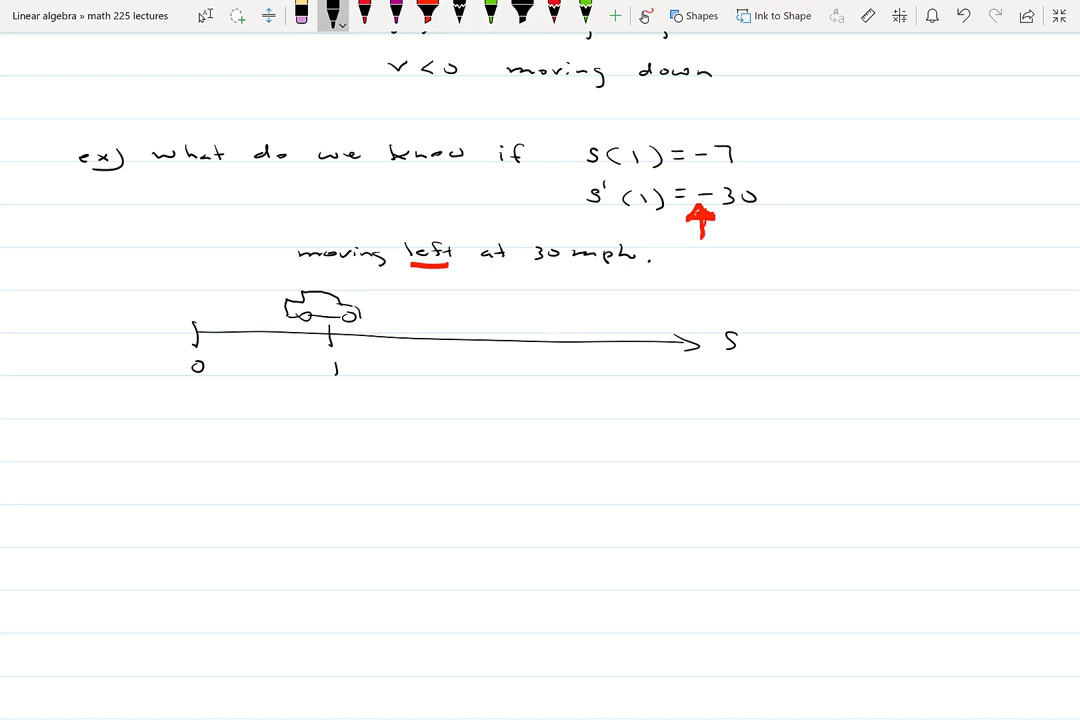 Linear algebra » math 225 lectures
Shapes
Ink to Shape
v < 0 moving down
ex) what do we know if s(1) = -7
s'(1) = -30
moving left at 30 mph.
S
0 1